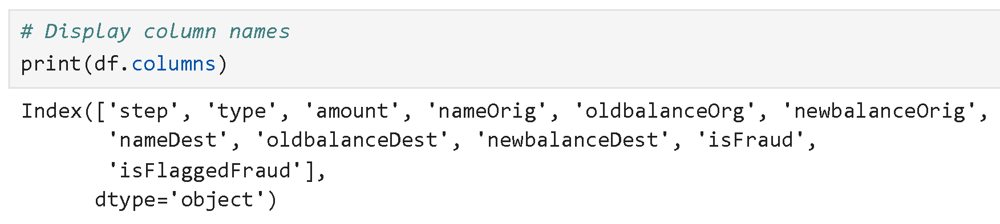 # Display column names
print(df.columns)
Index(['step', 'type', 'amount', 'nameOrig', 'oldbalanceOrg', 'newbalanceOrig',
'nameDest', 'oldbalanceDest', 'newbalanceDest', 'isFraud',
'isFlaggedFraud'],
dtype='object')